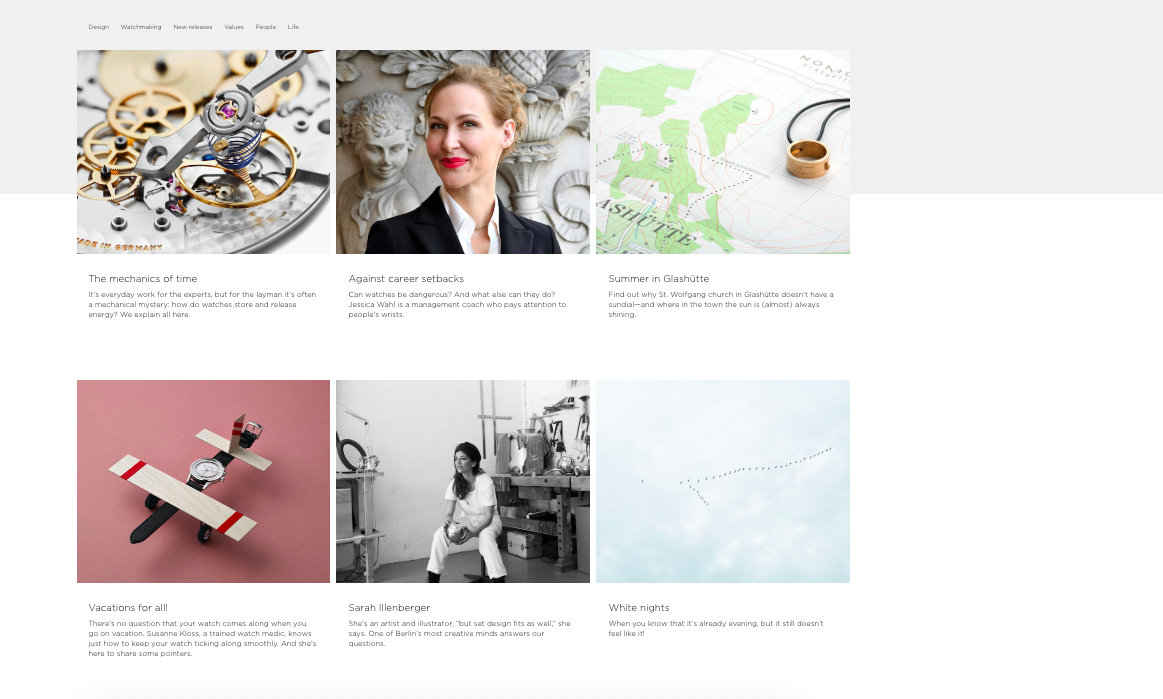 Design Watchmaking New releases Values People Life
MADE IN GERMANY
NOMO
ASHÜTTE
The mechanics of time
It's everyday work for the experts, but for the layman it's often
a mechanical mystery: how do watches store and release
energy? We explain all here.
Against career setbacks
Can watches be dangerous? And what else can they do?
Jessica Wahl is a management coach who pays attention to
people's wrists.
Summer in Glashütte
Find out why St. Wolfgang church in Glashütte doesn't have a
sundial—and where in the town the sun is (almost) always
shining.
Vacations for all!
There's no question that your watch comes along when you
go on vacation. Susanne Kloss, a trained watch medic, knows
just how to keep your watch ticking along smoothly. And she's
here to share some pointers.
Sarah Illenberger
She's an artist and illustrator, "but set design fits as well," she
says. One of Berlin's most creative minds answers our
questions.
White nights
When you know that it's already evening, but it still doesn't
feel like it!